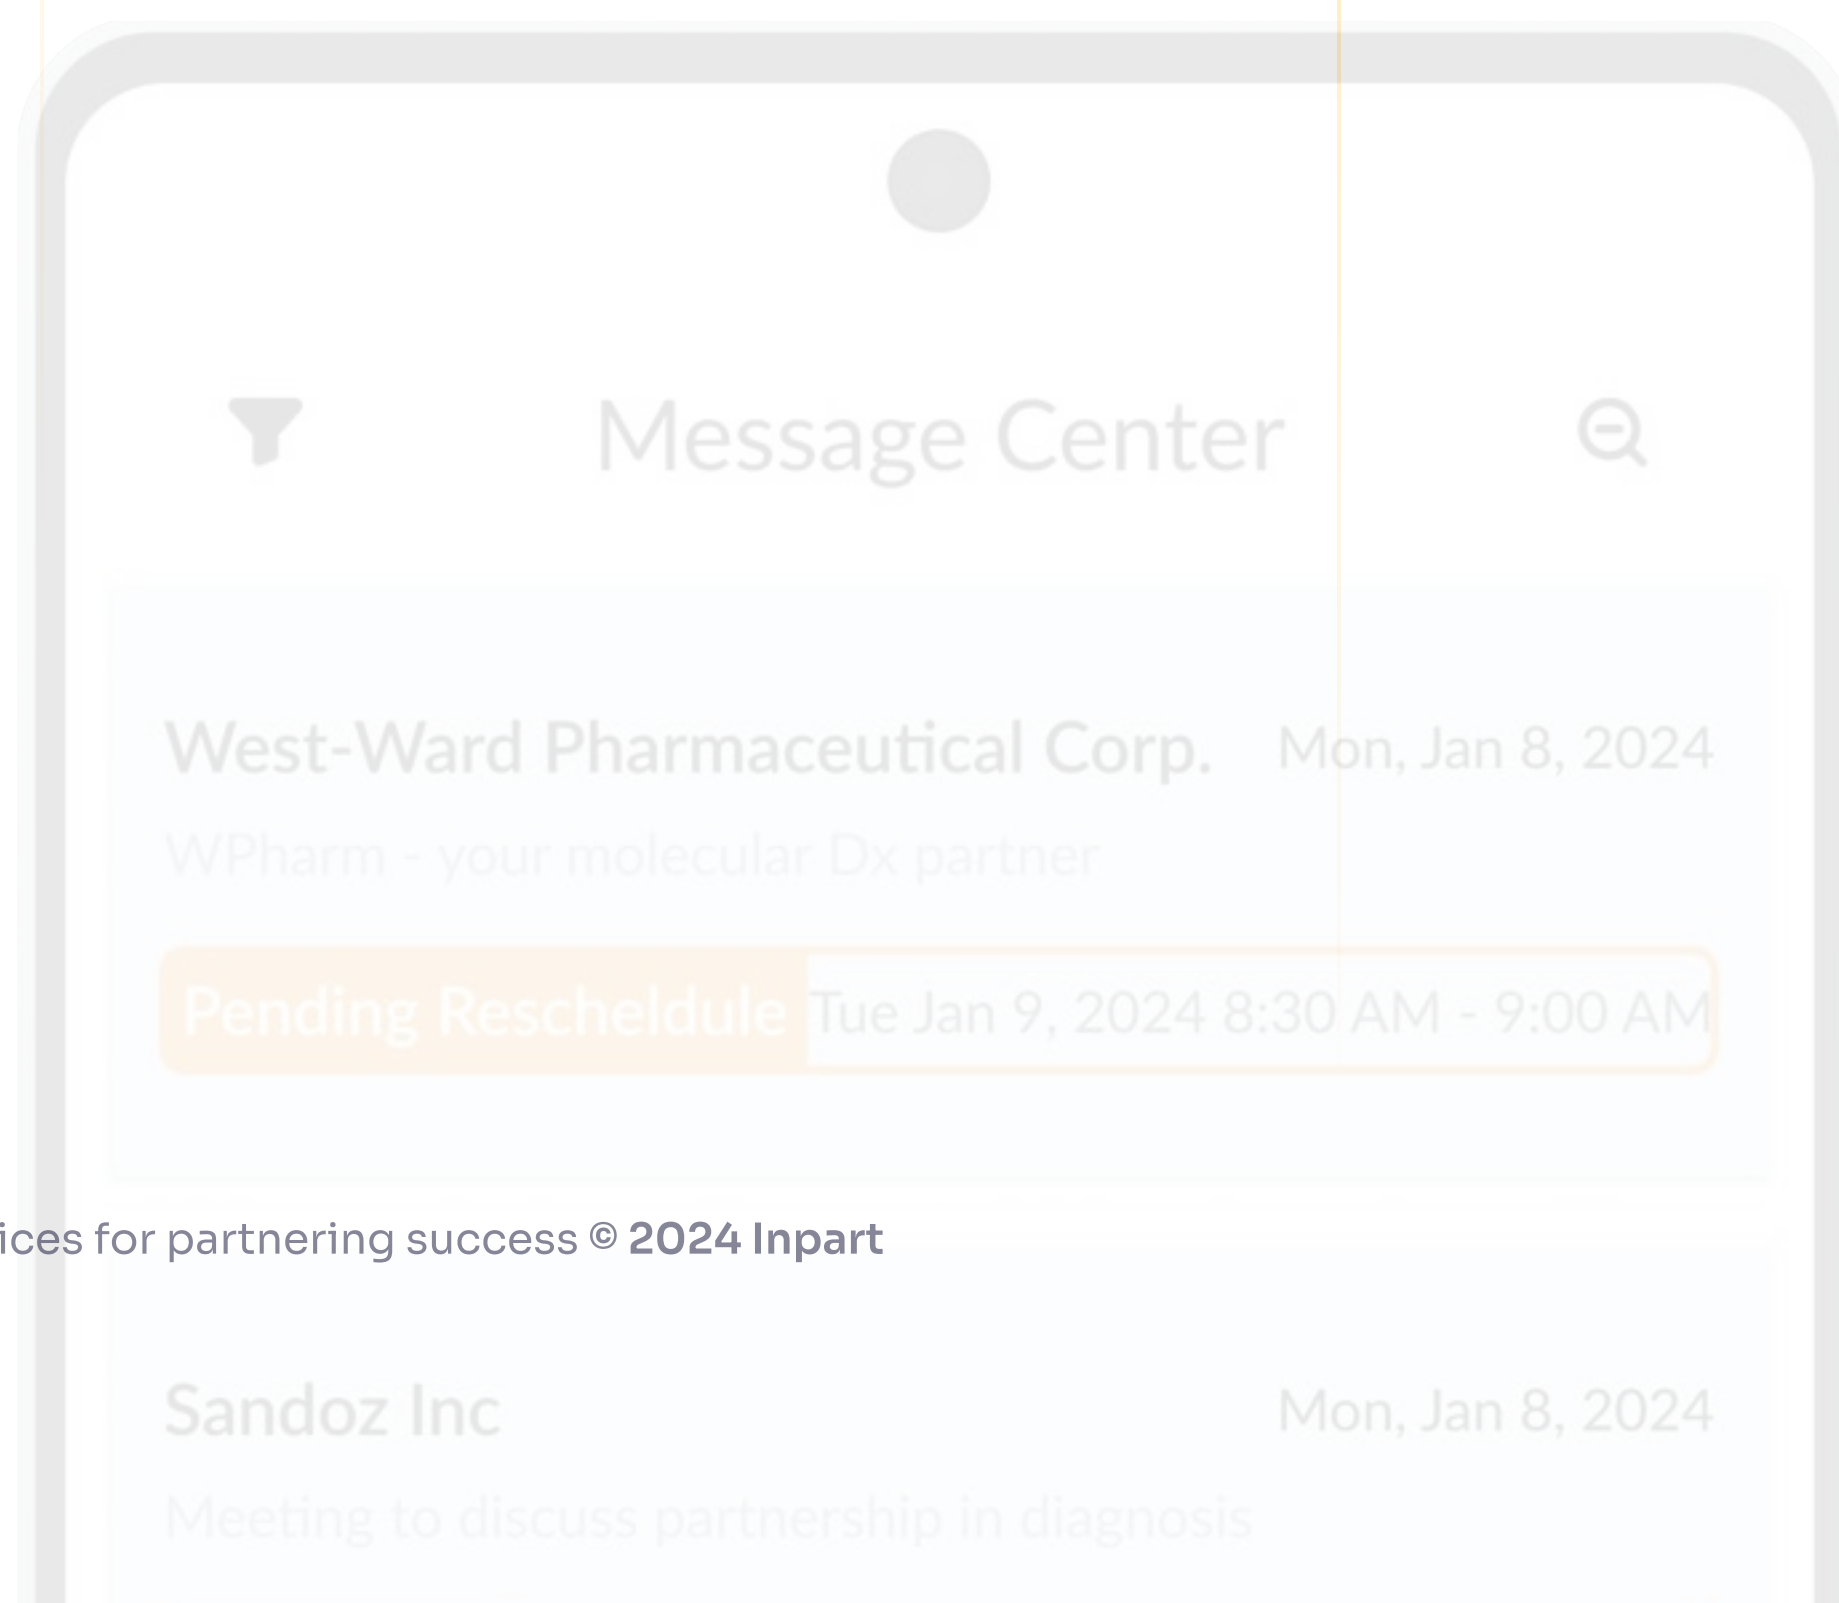 Message Center
West-Ward Pharmaceutical Corp. Mon, Jan 8, 2024
WPharm - your molecular Dx partner
Pending Rescheldule Tue Jan 9, 2024 8:30 AM - 9:00 AM
ices for partnering success © 2024 Inpart
Sandoz Inc Mon, Jan 8, 2024
Meeting to discuss partnership in diagnosis